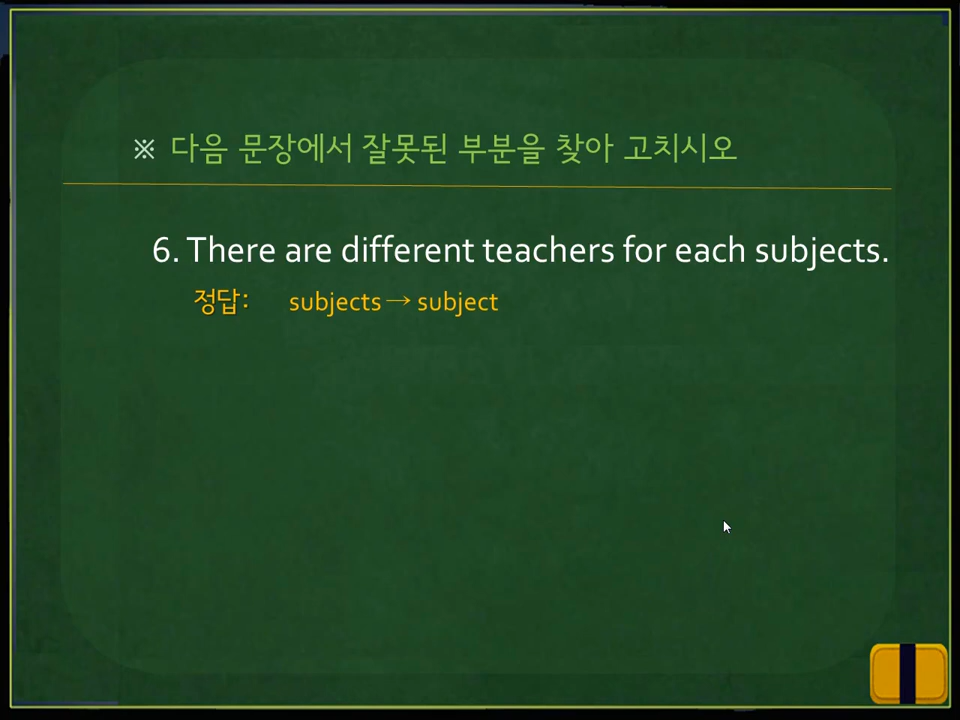 ※ 다음 문장에서 잘못된 부분을 찾아 고치시오
6. There are different teachers for each subjects.
정답: subjects → subject